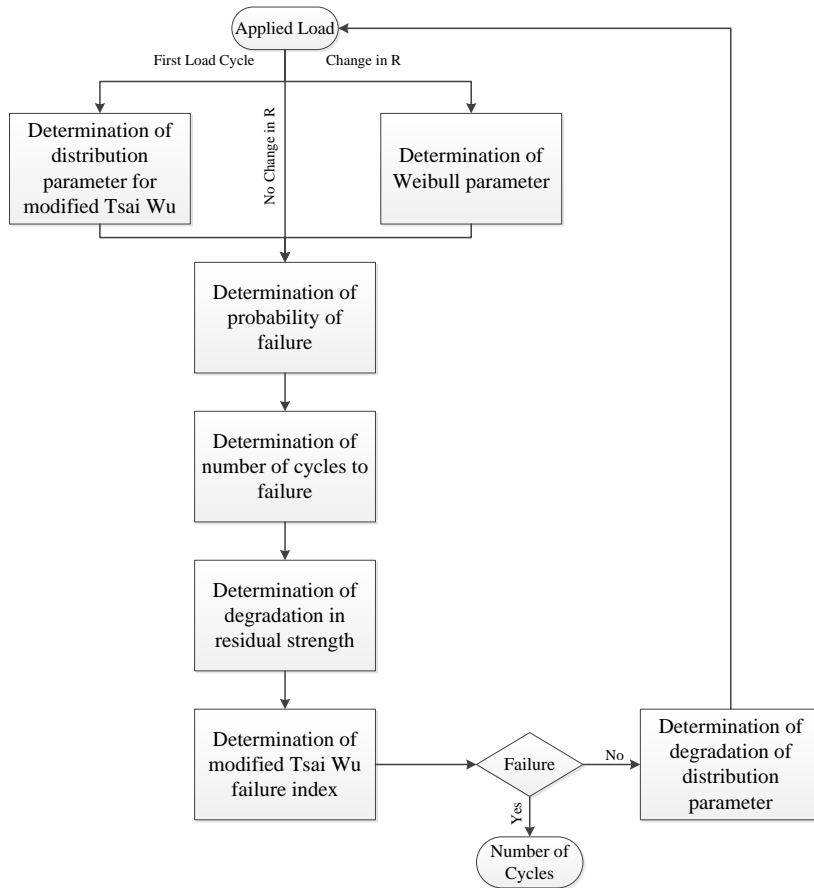 Applied Load
First Load Cycle
Change in R
No Change in R
Determination of
distribution
parameter for
modified Tsai Wu
Determination of
Weibull parameter
Determination of
probability of
failure
Determination of
number of cycles to
failure
Determination of
degradation in
residual strength
Determination of
modified Tsai Wu
failure index
Failure
No
Yes
Determination of
degradation of
distribution
parameter
Number of
Cycles